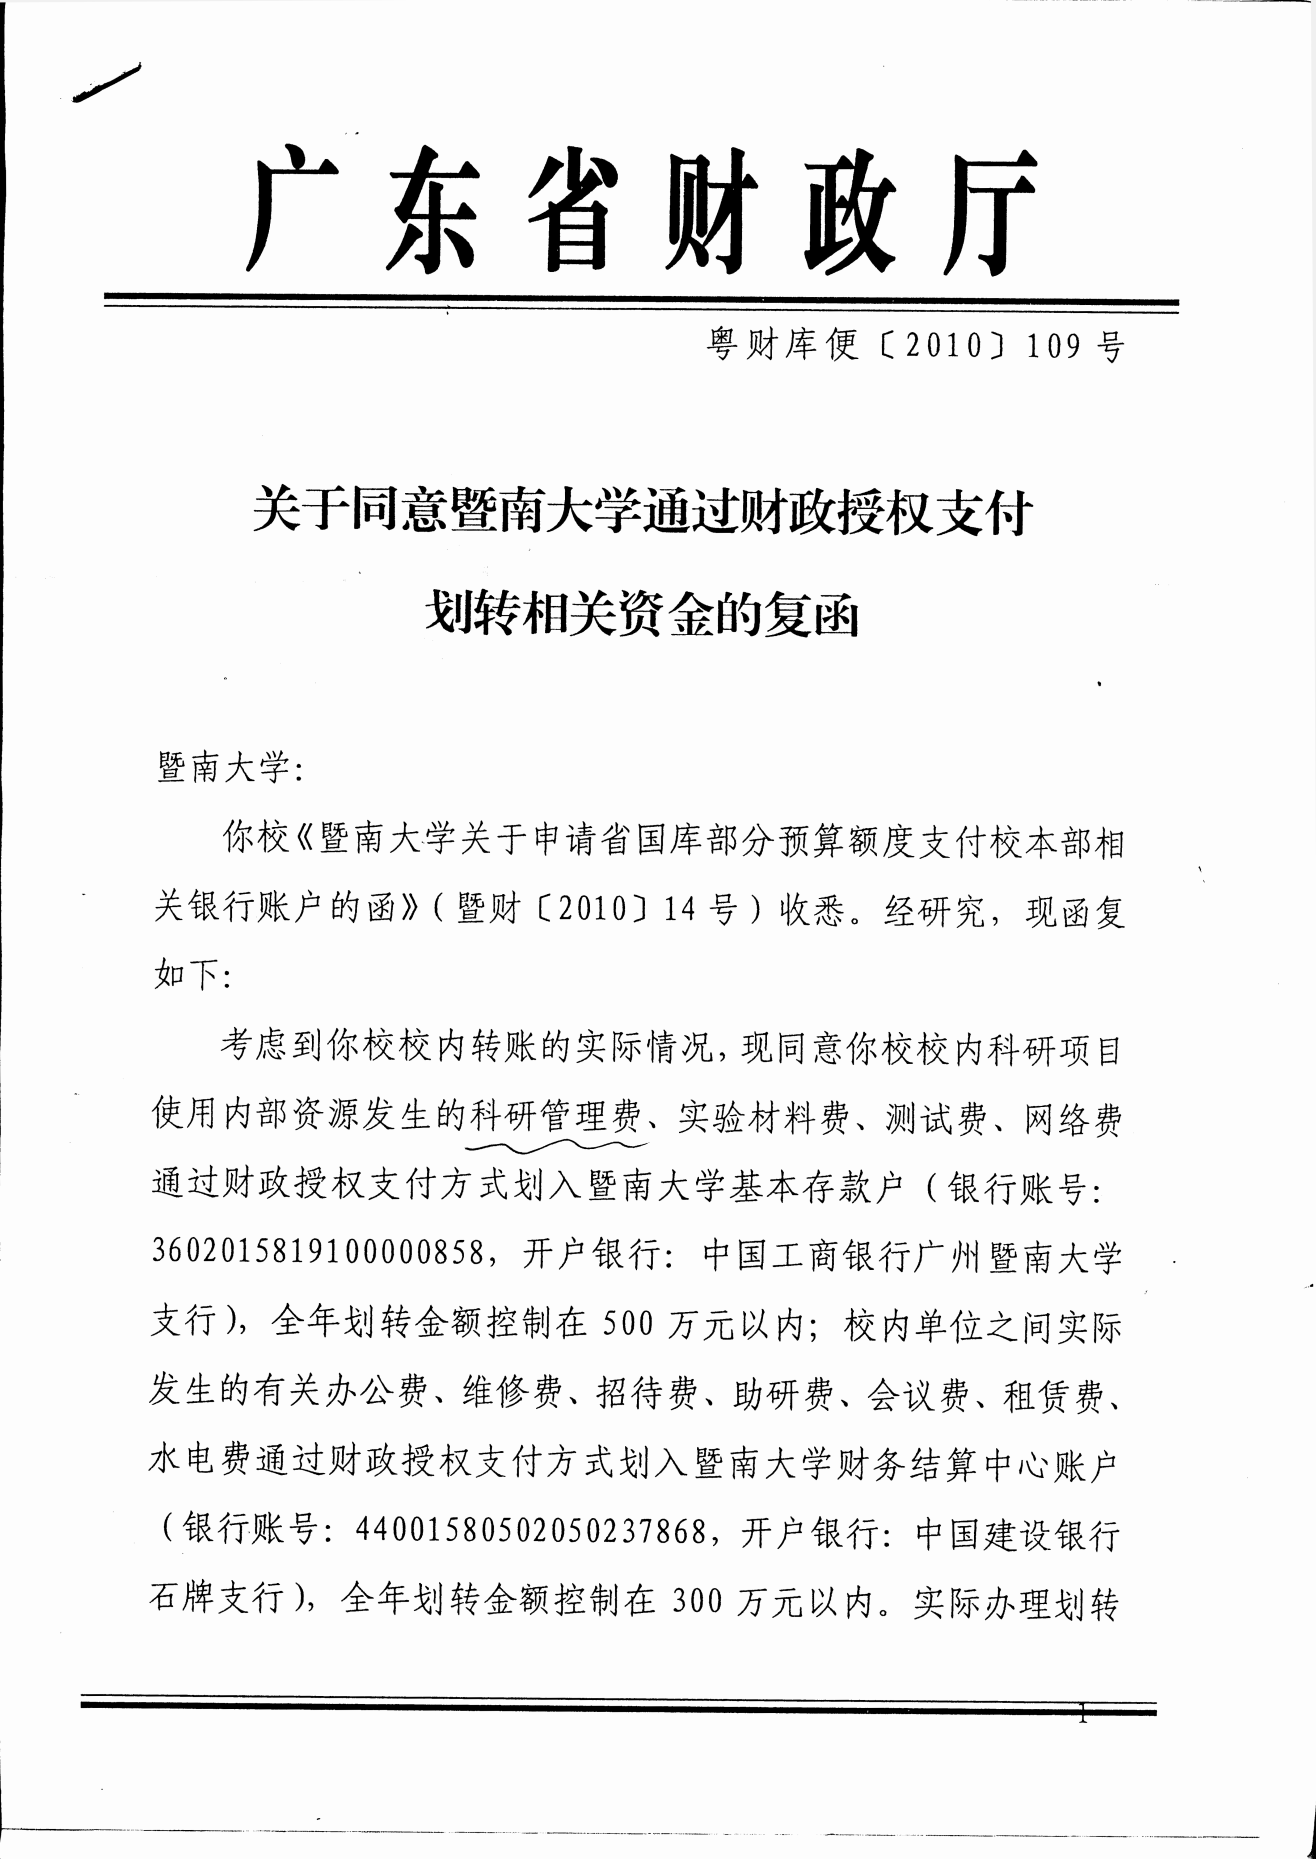 广东省财政厅
粤财库便〔2010〕109号
关于同意暨南大学通过财政授权支付
划转相关资金的复函
暨南大学：
你校《暨南大学关于申请省国库部分预算额度支付校本部相
关银行账户的函》（暨财〔2010〕14号）收悉。经研究，现函复
如下：
考虑到你校校内转账的实际情况，现同意你校校内科研项目
使用内部资源发生的科研管理费、实验材料费、测试费、网络费
通过财政授权支付方式划入暨南大学基本存款户（银行账号：
3602015819100000858，开户银行：中国工商银行广州暨南大学
支行），全年划转金额控制在500万元以内；校内单位之间实际
发生的有关办公费、维修费、招待费、助研费、会议费、租赁费、
水电费通过财政授权支付方式划入暨南大学财务结算中心账户
（银行账号：44001580502050237868，开户银行：中国建设银行
石牌支行），全年划转金额控制在300万元以内。实际办理划转
1